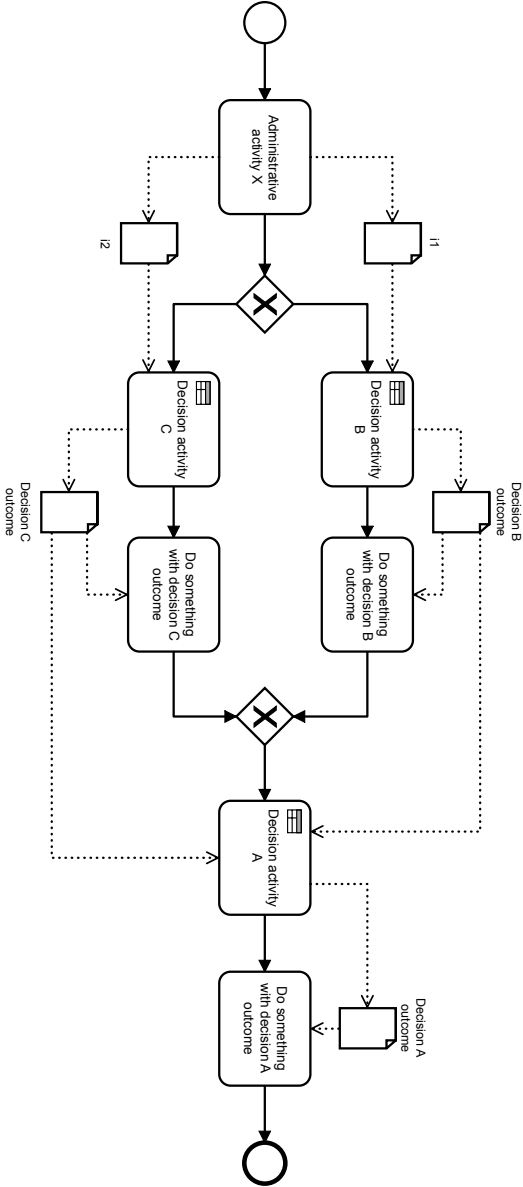 Administrative
activity X
i1
i2
X
Decision activity
B
Decision B
outcome
Do something
with decision B
outcome
Decision activity
C
Decision C
outcome
Do something
with decision C
outcome
X
Decision activity
A
Decision A
outcome
Do something
with decision A
outcome